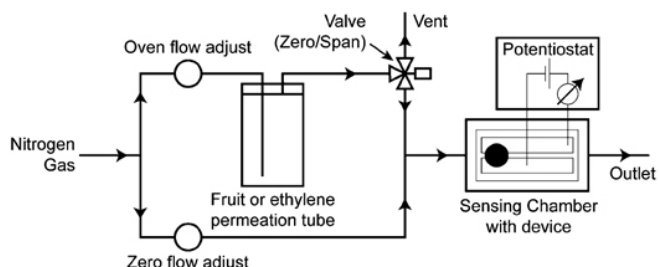 Valve
(Zero/Span)
Vent
Oven flow adjust
Potentiostat
Nitrogen
Gas
Fruit or ethylene
permeation tube
Outlet
Sensing Chamber
with device
Zero flow adjust